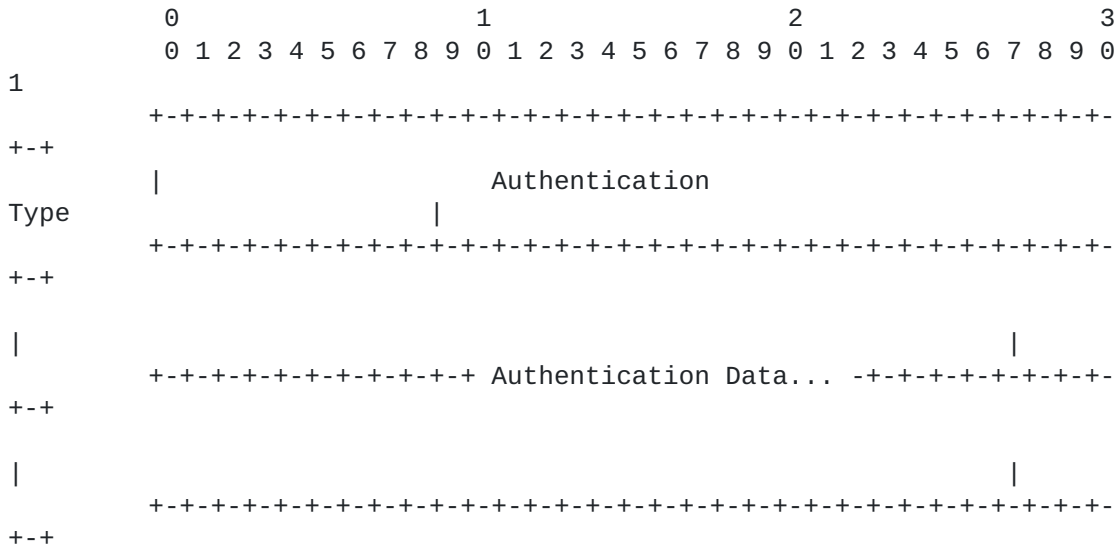 0                   1                   2                   3
0 1 2 3 4 5 6 7 8 9 0 1 2 3 4 5 6 7 8 9 0 1 2 3 4 5 6 7 8 9 0
1
+-+-+-+-+-+-+-+-+-+-+-+-+-+-+-+-+-+-+-+-+-+-+-+-+-+-+-+-+-+-+-
+-+
|                     Authentication
Type                       |
+-+-+-+-+-+-+-+-+-+-+-+-+-+-+-+-+-+-+-+-+-+-+-+-+-+-+-+-+-+-+-
+-+
|                                                               |
+-+-+-+-+-+-+-+-+-+-+ Authentication Data... -+-+-+-+-+-+-+-+-
+-+
|                                                               |
+-+-+-+-+-+-+-+-+-+-+-+-+-+-+-+-+-+-+-+-+-+-+-+-+-+-+-+-+-+-+-
+-+